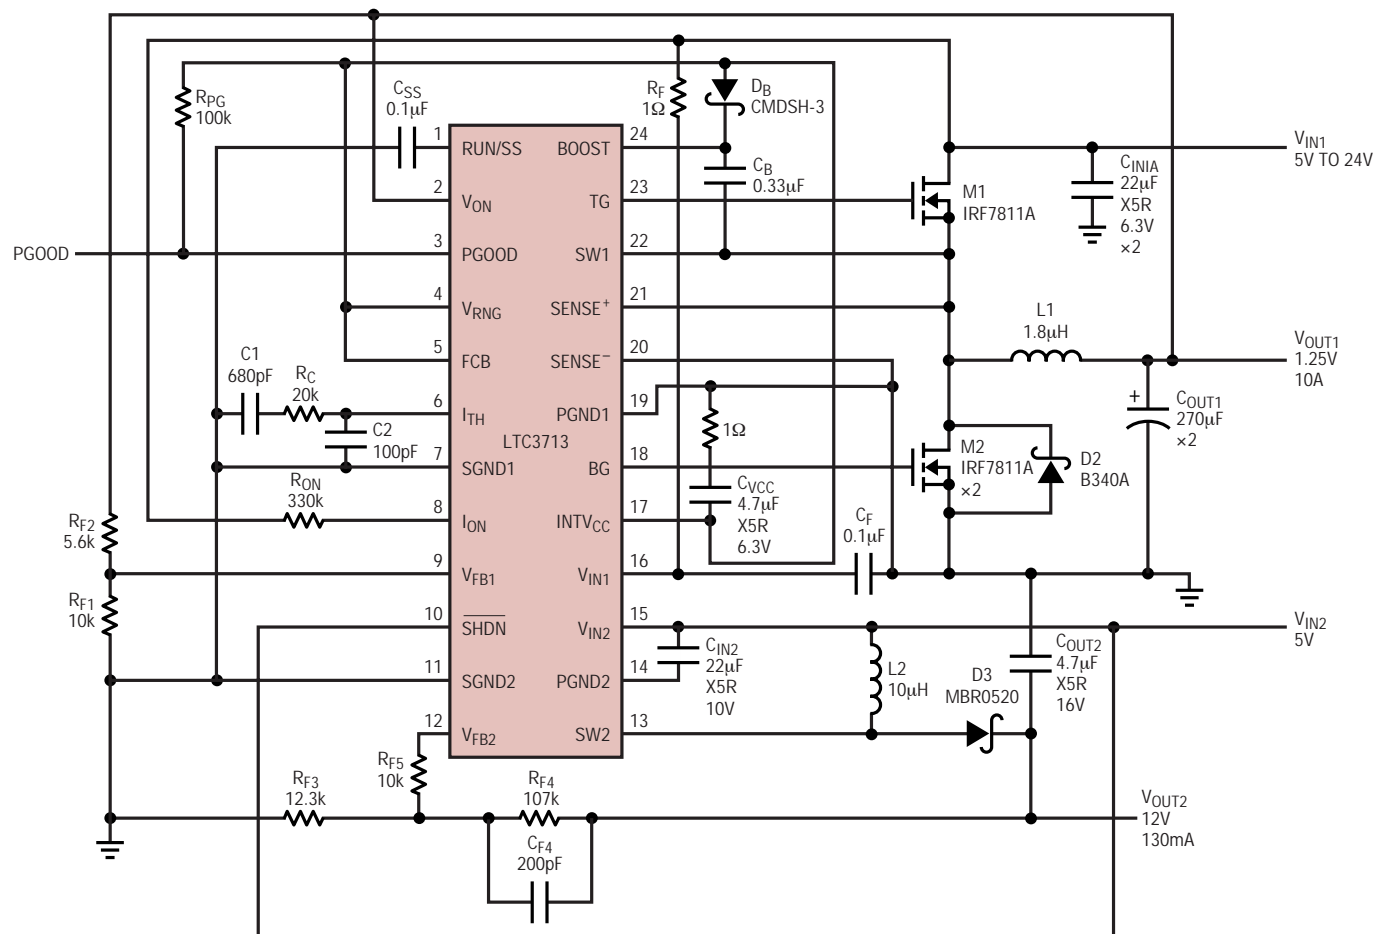 RPG
100k
CSS
0.1µF
RF
1Ω
DB
CMDSH-3
CB
0.33µF
VIN1
5V TO 24V
CINIA
22µF
X5R
6.3V
×2
M1
IRF7811A
PGOOD
1
RUN/SS
2
VON
3
PGOOD
4
VRNG
5
FCB
6
ITH
7
SGND1
8
ION
9
VFB1
10
SHDN
11
SGND2
12
VFB2
LTC3713
BOOST
24
TG
23
SW1
22
SENSE+
21
SENSE–
20
PGND1
19
BG
18
INTVCC
17
VIN1
16
VIN2
15
PGND2
14
SW2
13
C1
680pF
RC
20k
C2
100pF
RON
330k
RF2
5.6k
RF1
10k
1Ω
CVCC
4.7µF
X5R
6.3V
CF
0.1µF
L1
1.8µH
VOUT1
1.25V
10A
+
COUT1
270µF
×2
M2
IRF7811A
×2
D2
B340A
VIN2
5V
CIN2
22µF
X5R
10V
L2
10µH
D3
MBR0520
COUT2
4.7µF
X5R
16V
RF5
10k
RF3
12.3k
RF4
107k
CF4
200pF
VOUT2
12V
130mA